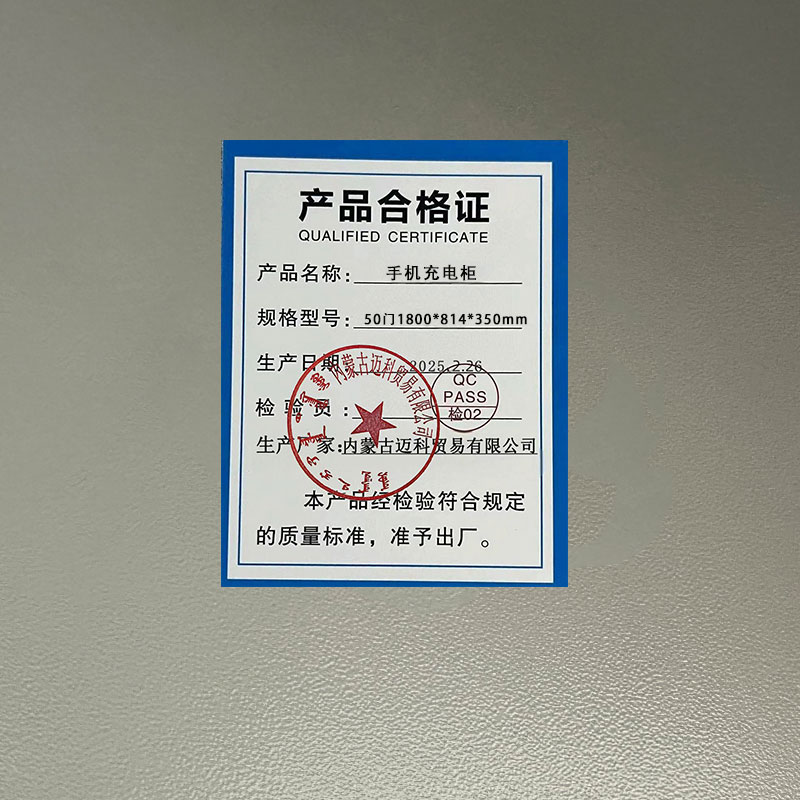 产品合格证
QUALIFIED CERTIFICATE
产品名称：手机充电柜
规格型号：50门1800*814*350mm
生产日期：2025.2.26
检验员：
QC
PASS
检02
生产 家:内蒙古迈科贸易有限公司
内蒙古迈科贸易有限公司
本产品经检验符合规定
的质量标准，准予出厂。